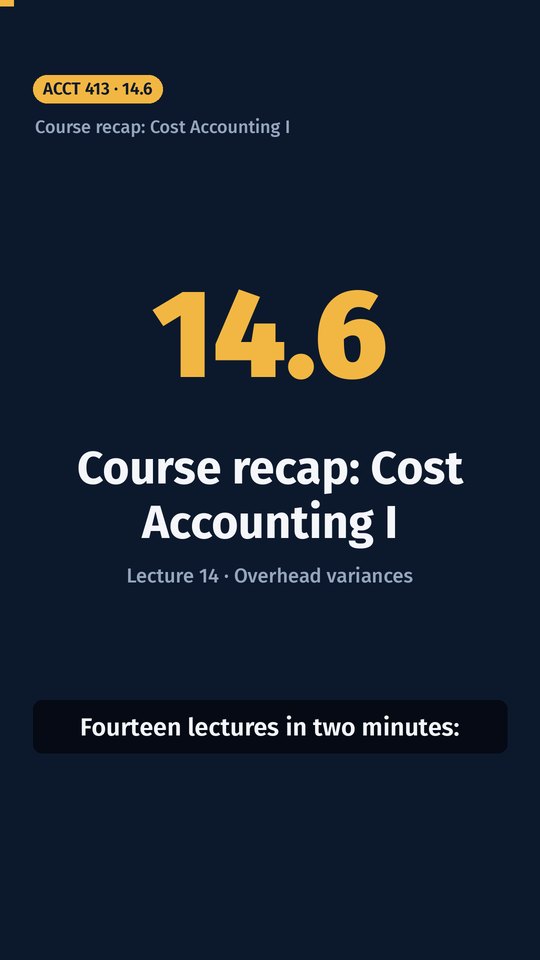 ACCT 413 · 14.6
Course recap: Cost Accounting I
14.6
Course recap: Cost
Accounting I
Lecture 14 · Overhead variances
Fourteen lectures in two minutes: